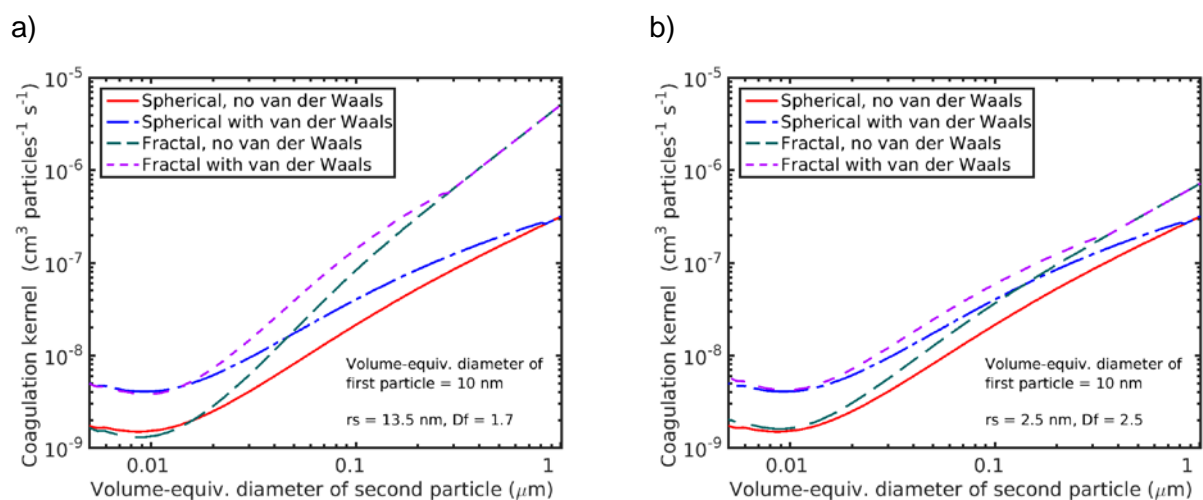 a)
10⁻⁵
10⁻⁶
10⁻⁷
10⁻⁸
10⁻⁹
Coagulation kernel (cm³ particles⁻¹ s⁻¹)
Spherical, no van der Waals
Spherical with van der Waals
Fractal, no van der Waals
Fractal with van der Waals
Volume-equiv. diameter of
first particle = 10 nm
rs = 13.5 nm, Df = 1.7
0.01 0.1 1
Volume-equiv. diameter of second particle (μm)
b)
10⁻⁵
10⁻⁶
10⁻⁷
10⁻⁸
10⁻⁹
Coagulation kernel (cm³ particles⁻¹ s⁻¹)
Spherical, no van der Waals
Spherical with van der Waals
Fractal, no van der Waals
Fractal with van der Waals
Volume-equiv. diameter of
first particle = 10 nm
rs = 2.5 nm, Df = 2.5
0.01 0.1 1
Volume-equiv. diameter of second particle (μm)